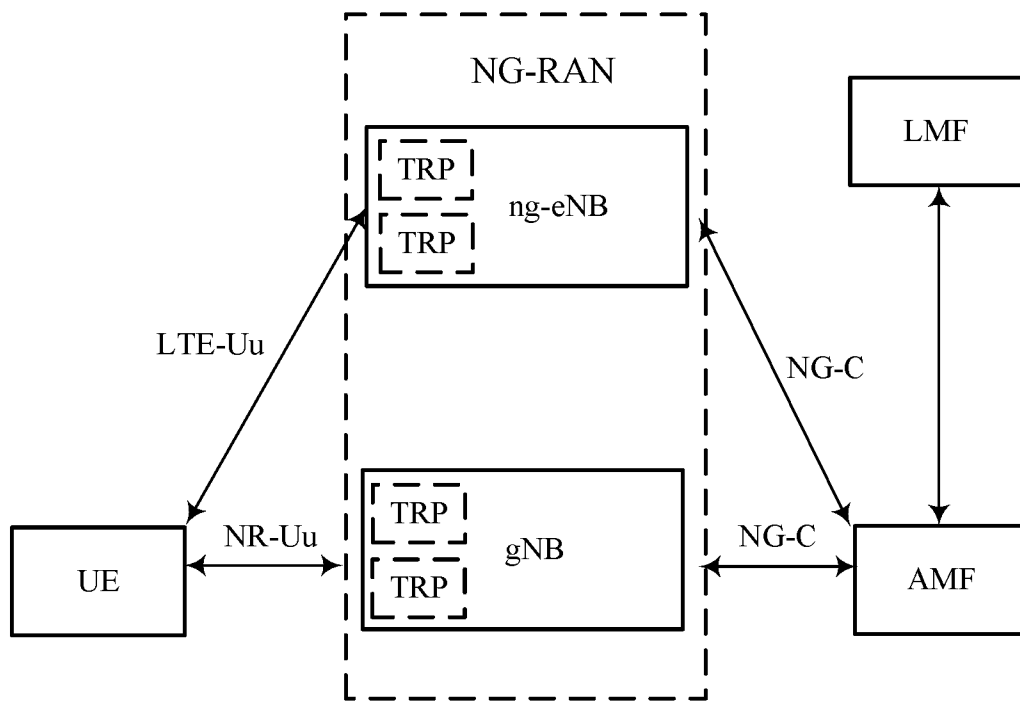 NG-RAN
LMF
TRP
ng-eNB
TRP
LTE-Uu
NG-C
TRP
NR-Uu
NG-C
gNB
UE
TRP
AMF